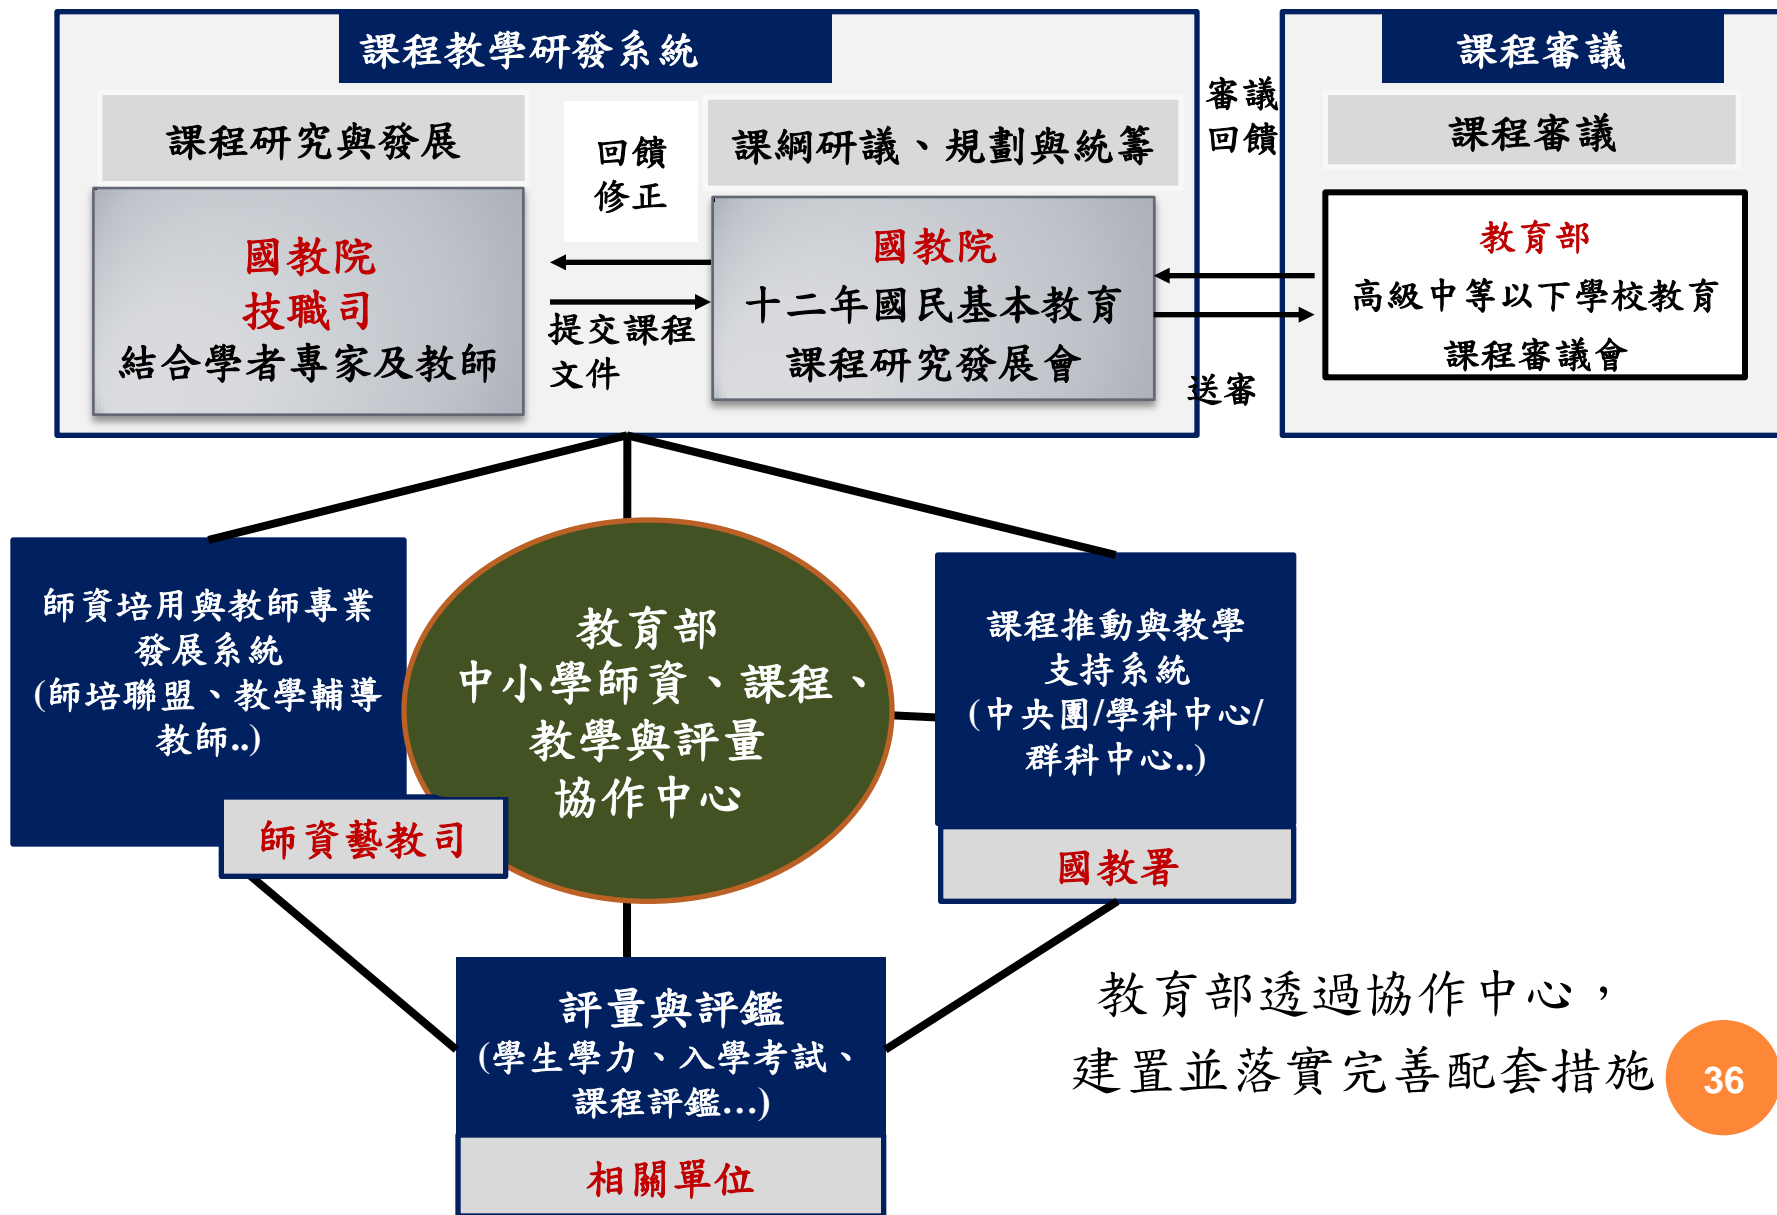 課程教學研發系統
課程審議
課程研究與發展
回饋
修正
課綱研議、規劃與統籌
審議
回饋
課程審議
國教院
技職司
結合學者專家及教師
提交課程
文件
國教院
十二年國民基本教育
課程研究發展會
送審
教育部
高級中等以下學校教育
課程審議會
師資培用與教師專業
發展系統
(師培聯盟、教學輔導
教師..)
師資藝教司
教育部
中小學師資、課程、
教學與評量
協作中心
課程推動與教學
支持系統
(中央團/學科中心/
群科中心..)
國教署
評量與評鑑
(學生學力、入學考試、
課程評鑑...)
相關單位
教育部透過協作中心，
建置並落實完善配套措施
36